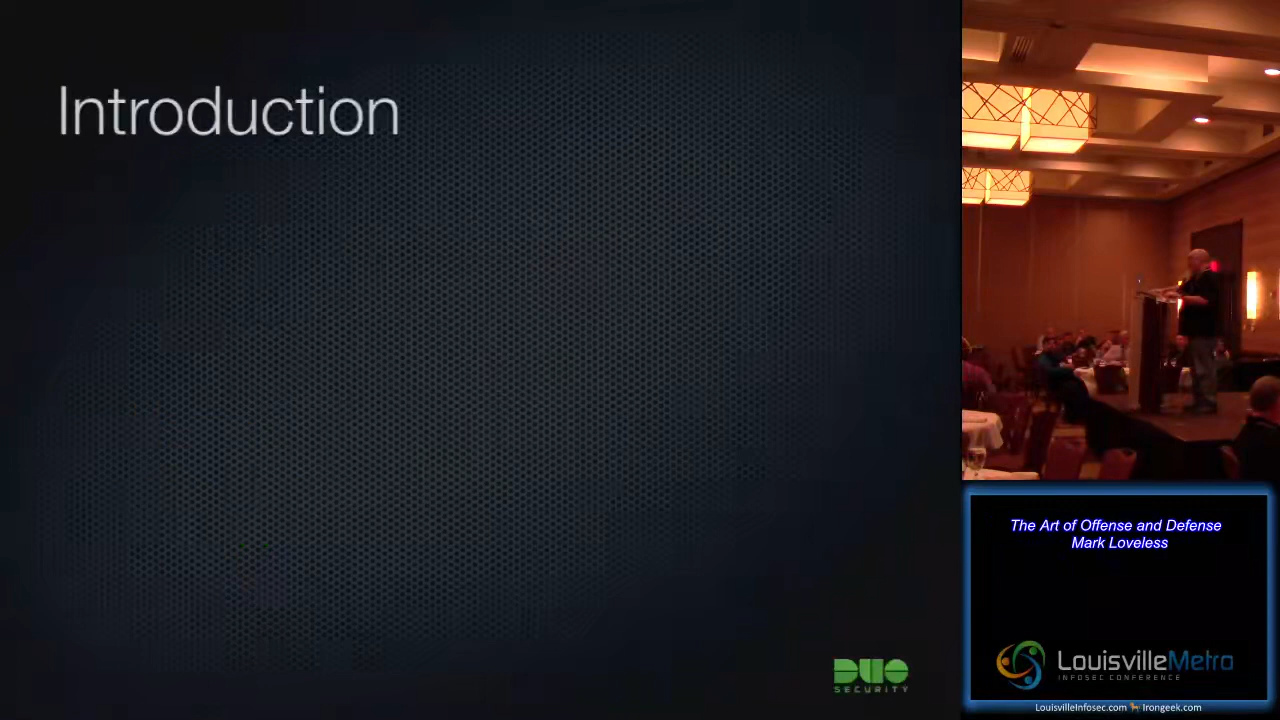 Introduction
DUO
SECURITY
The Art of Offense and Defense
Mark Loveless
LouisvilleMetro
INFOSEC CONFERENCE
LouisvilleInfosec.com Irongeek.com